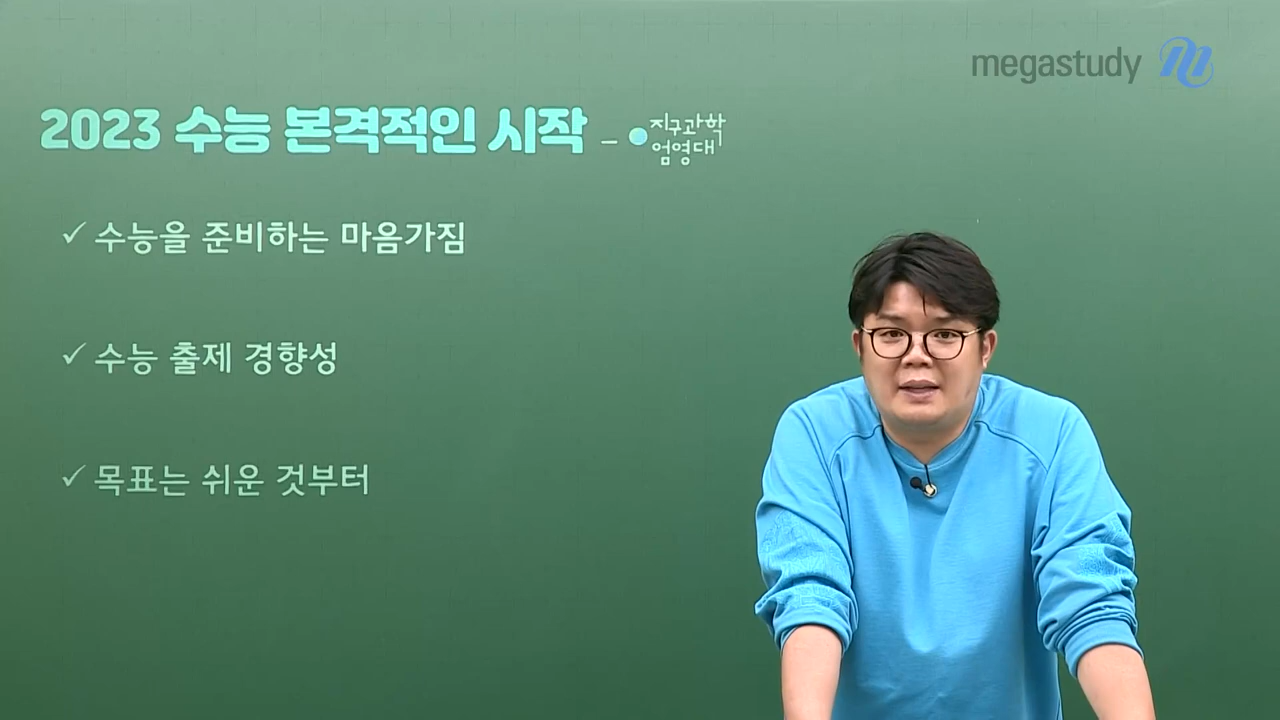 megastudy
2023 수능 본격적인 시작 – 지구과학
엄영대
✓ 수능을 준비하는 마음가짐
✓ 수능 출제 경향성
✓ 목표는 쉬운 것부터